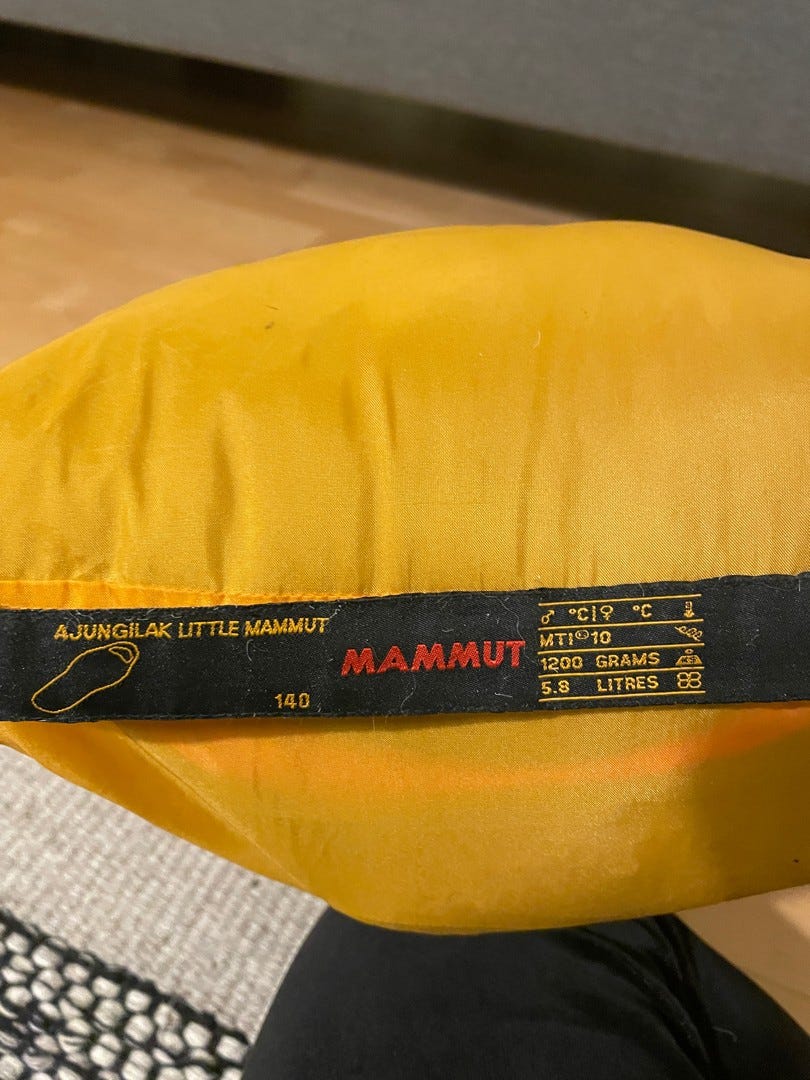 AJUNGILAK LITTLE MAMMUT
140
MAMMUT
♂ °C|♀ °C
MTI© 10
1200 GRAMS
5.8 LITRES